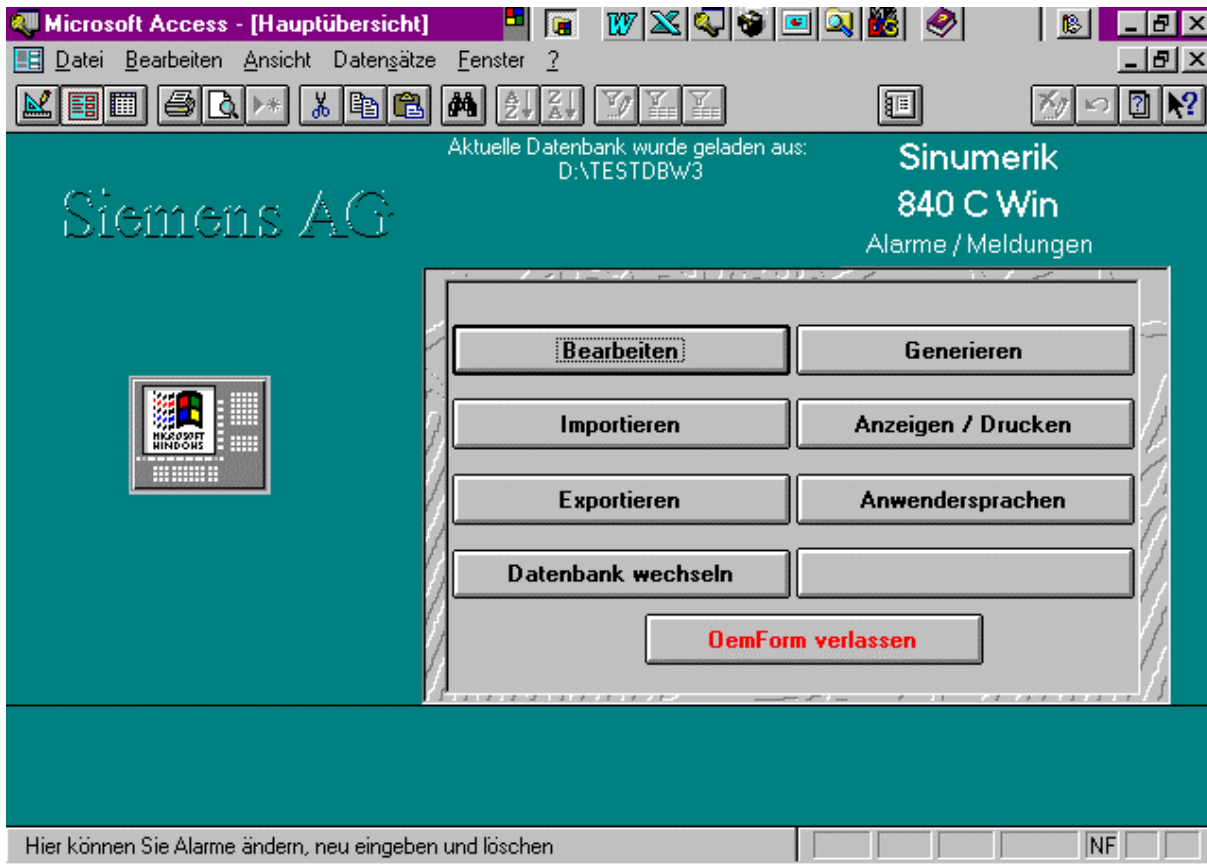 Microsoft Access - [Hauptübersicht]
Datei Bearbeiten Ansicht Datensätze Fenster ?
Aktuelle Datenbank wurde geladen aus:
D:\TESTDBW3
Siemens AG
Sinumerik
840 C Win
Alarme / Meldungen
MICROSOFT
WINDOWS
Bearbeiten
Generieren
Importieren
Anzeigen / Drucken
Exportieren
Anwendersprachen
Datenbank wechseln
OemForm verlassen
Hier können Sie Alarme ändern, neu eingeben und löschen
NF